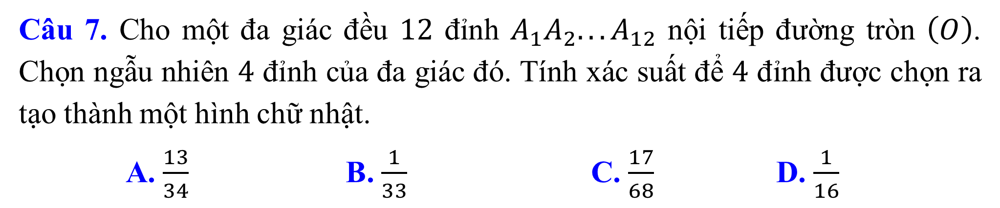 Câu 7. Cho một đa giác đều 12 đỉnh $A_1A_2...A_{12}$ nội tiếp đường tròn $(O)$.
Chọn ngẫu nhiên 4 đỉnh của đa giác đó. Tính xác suất để 4 đỉnh được chọn ra
tạo thành một hình chữ nhật.
A. $\frac{13}{34}$ B. $\frac{1}{33}$ C. $\frac{17}{68}$ D. $\frac{1}{16}$